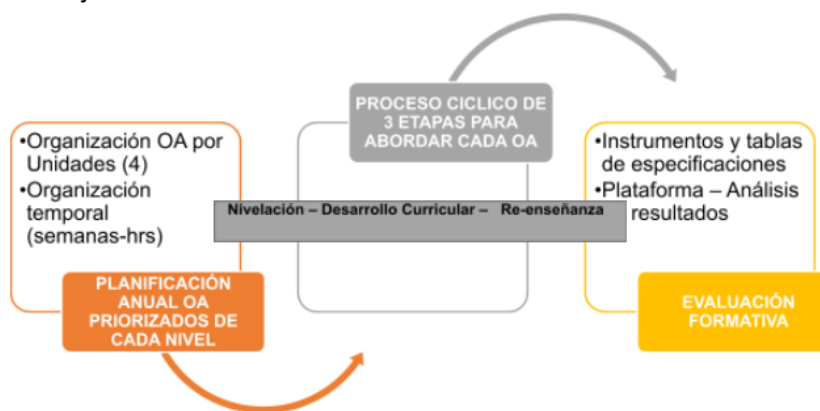 •Organización OA por
Unidades (4)
•Organización
temporal
(semanas-hrs)
PLANIFICACIÓN
ANUAL OA
PRIORIZADOS DE
CADA NIVEL
PROCESO CICLICO DE
3 ETAPAS PARA
ABORDAR CADA OA
Nivelación – Desarrollo Curricular – Re-enseñanza
•Instrumentos y tablas
de especificaciones
•Plataforma – Análisis
resultados
EVALUACIÓN
FORMATIVA